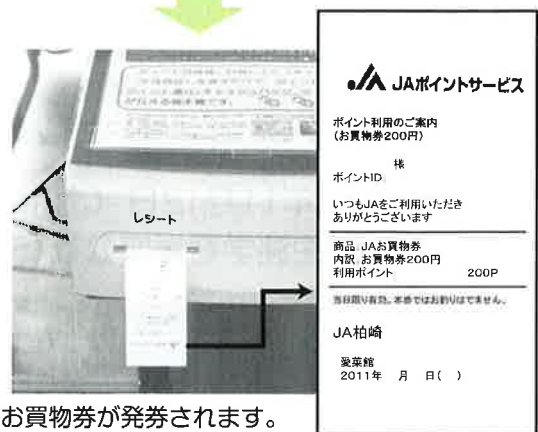 レシート
JAポイントサービス
ポイント利用のご案内
(お買物券200円)
様
ポイントID
いつもJAをご利用いただき
ありがとうございます
商品 JAお買物券
内訳 お買物券200円
利用ポイント 200P
当日限り有効。本券ではお釣りはでません。
JA柏崎
愛菜館
2011年 月 日( )
お買物券が発券されます。